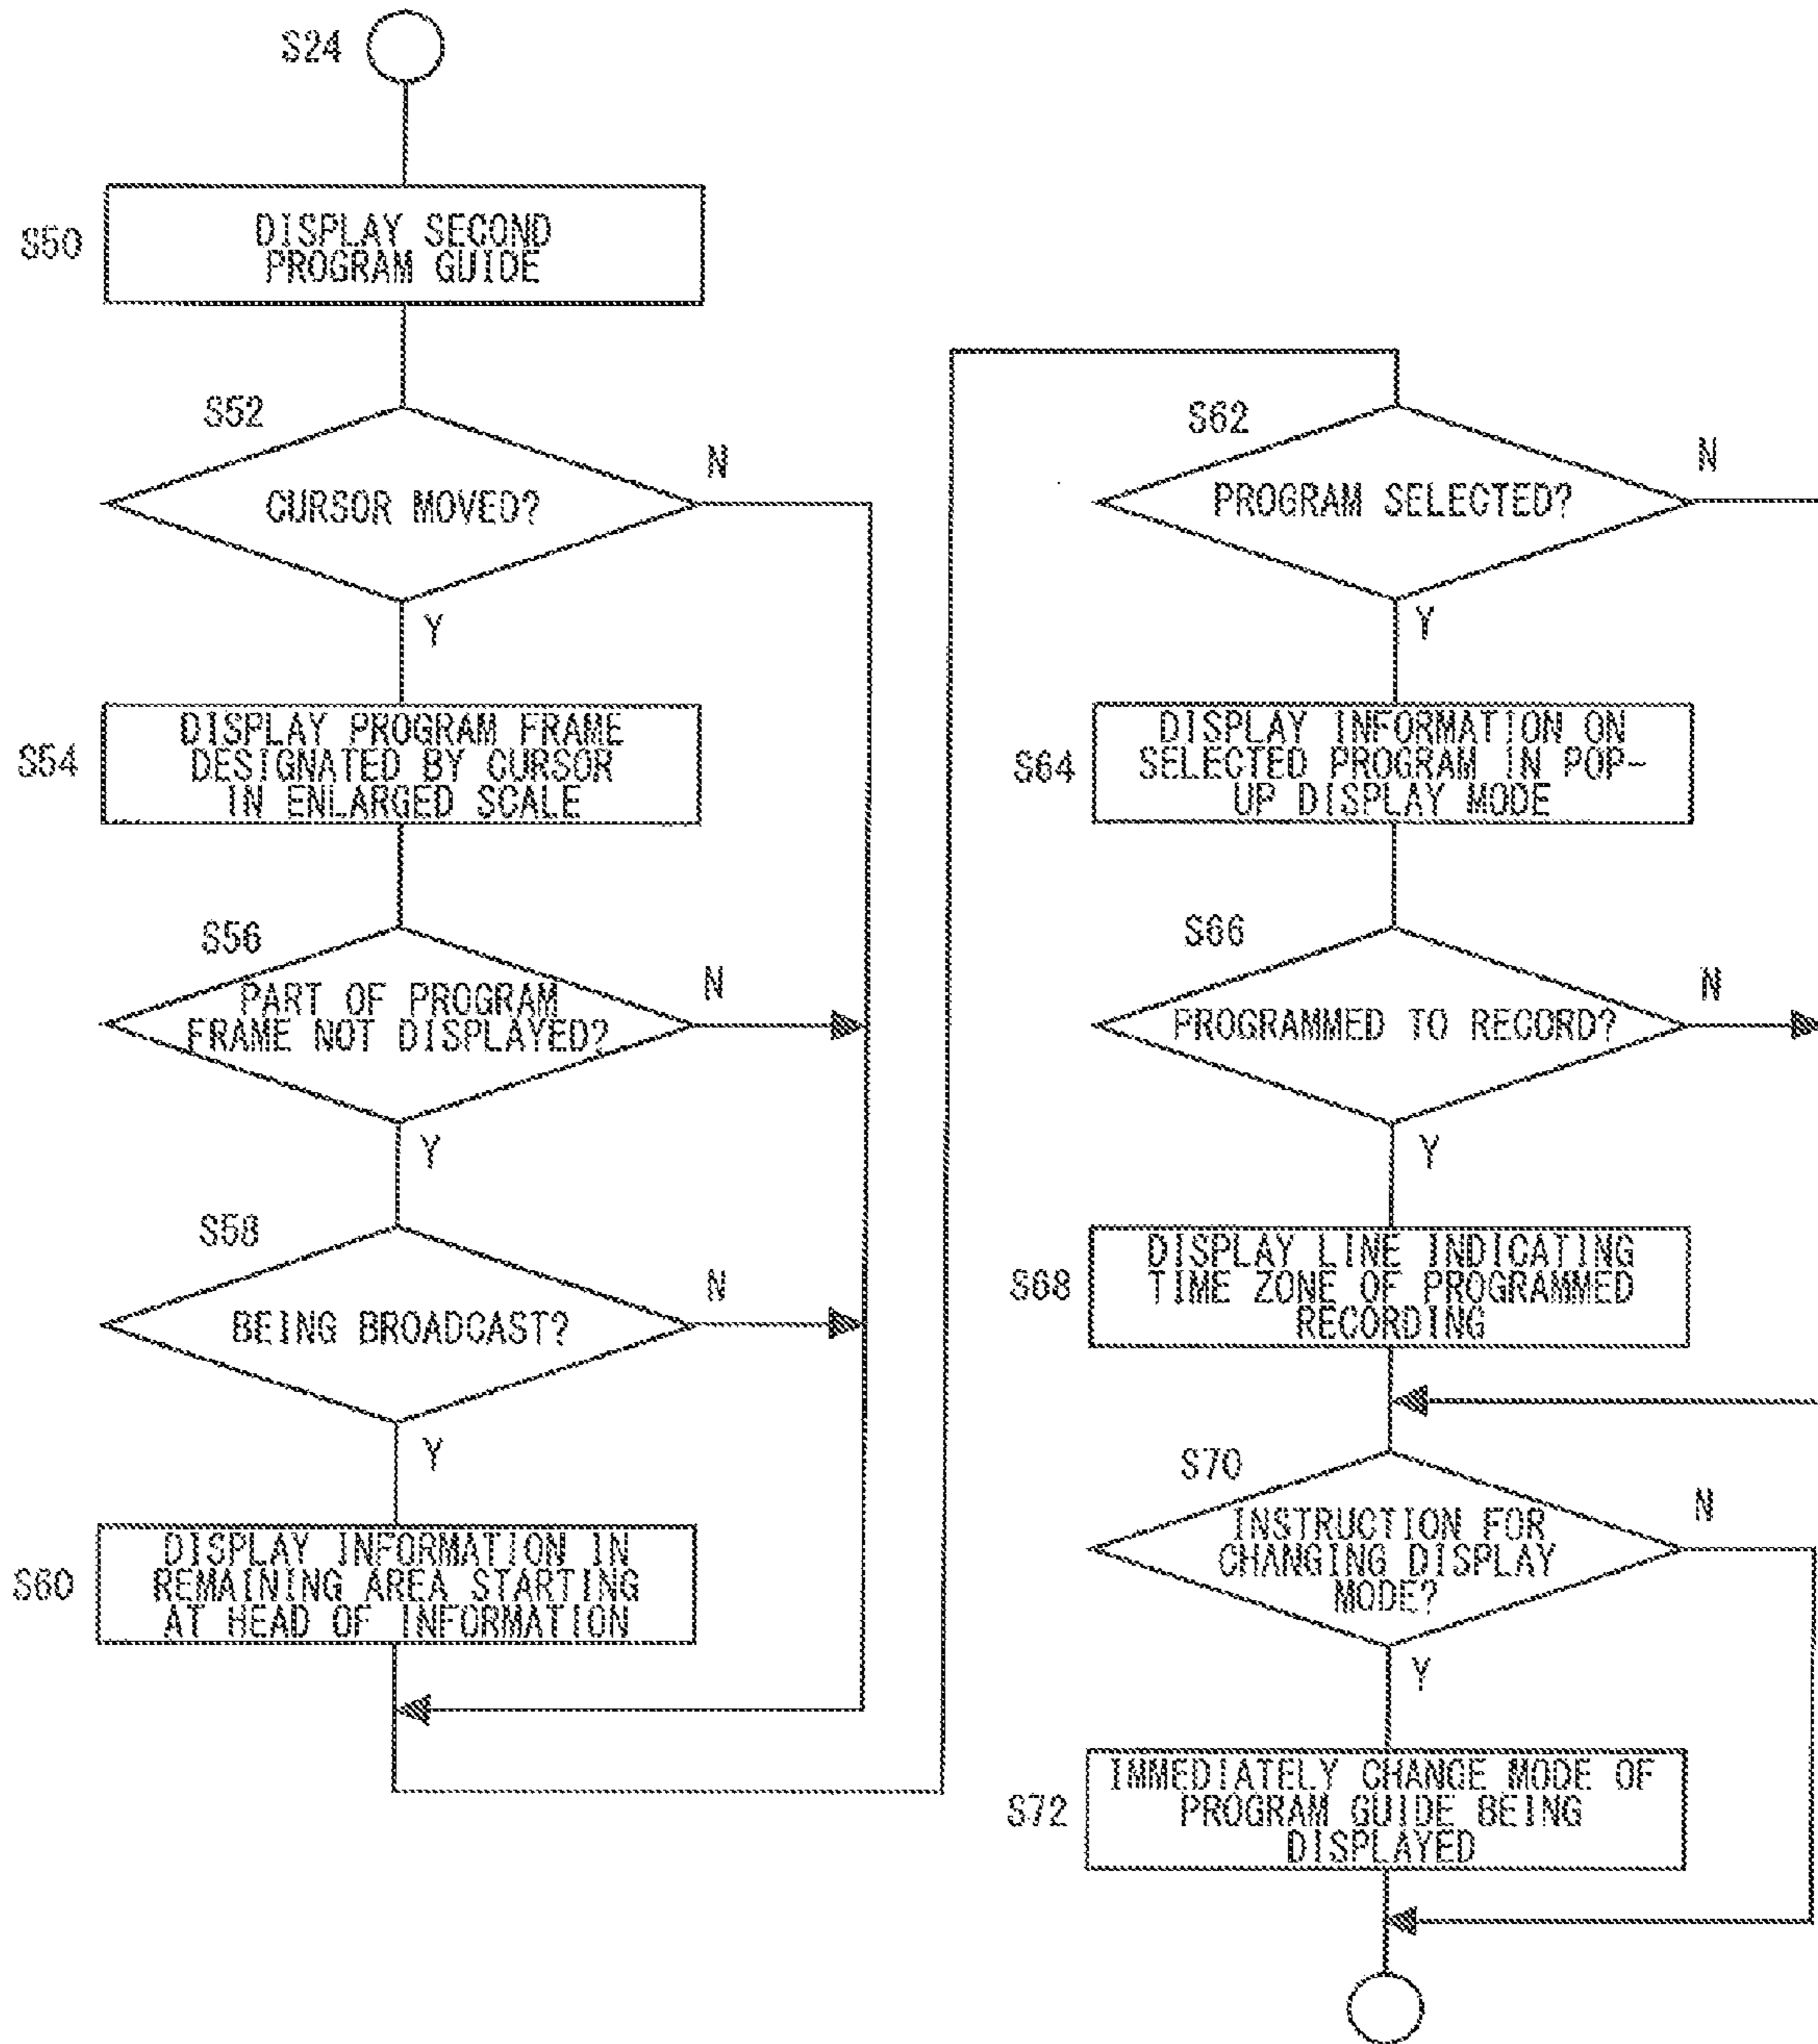 S24
S50
DISPLAY SECOND
PROGRAM GUIDE
S52
CURSOR MOVED?
N
Y
S54
DISPLAY PROGRAM FRAME
DESIGNATED BY CURSOR
IN ENLARGED SCALE
S56
PART OF PROGRAM
FRAME NOT DISPLAYED?
N
Y
S58
BEING BROADCAST?
N
Y
S60
DISPLAY INFORMATION IN
REMAINING AREA STARTING
AT HEAD OF INFORMATION
S62
PROGRAM SELECTED?
N
Y
S64
DISPLAY INFORMATION ON
SELECTED PROGRAM IN POP-
UP DISPLAY MODE
S66
PROGRAMMED TO RECORD?
N
Y
S68
DISPLAY LINE INDICATING
TIME ZONE OF PROGRAMMED
RECORDING
S70
INSTRUCTION FOR
CHANGING DISPLAY
MODE?
N
Y
S72
IMMEDIATELY CHANGE MODE OF
PROGRAM GUIDE BEING
DISPLAYED